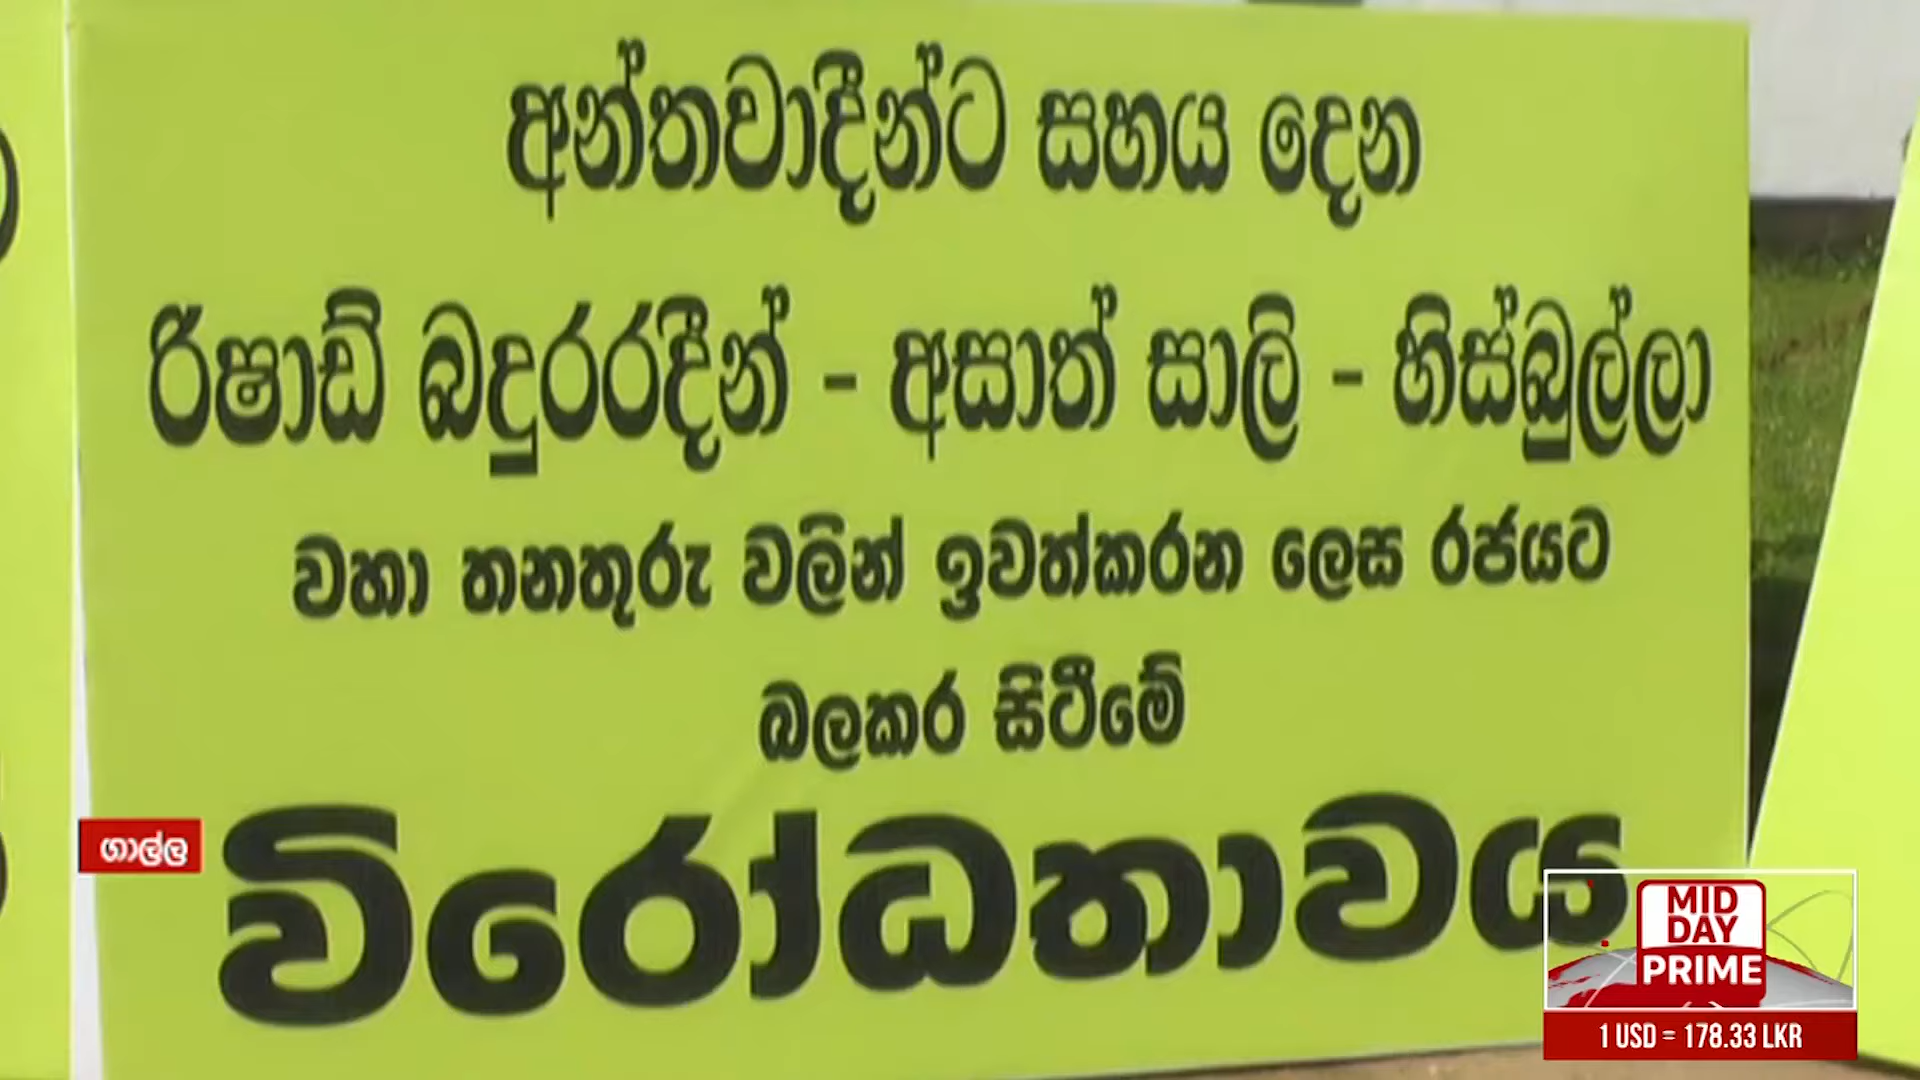 අන්තවාදීන්ට සහය දෙන
රිෂාඩ් බදුරරදීන් - අසාත් සාලි - හිස්බුල්ලා
වහා තනතුරු වලින් ඉවත්කරන ලෙස රජයට
බලකර සිටීමේ
විරෝධතාවය
ගාල්ල
MID
DAY
PRIME
1 USD = 178.33 LKR